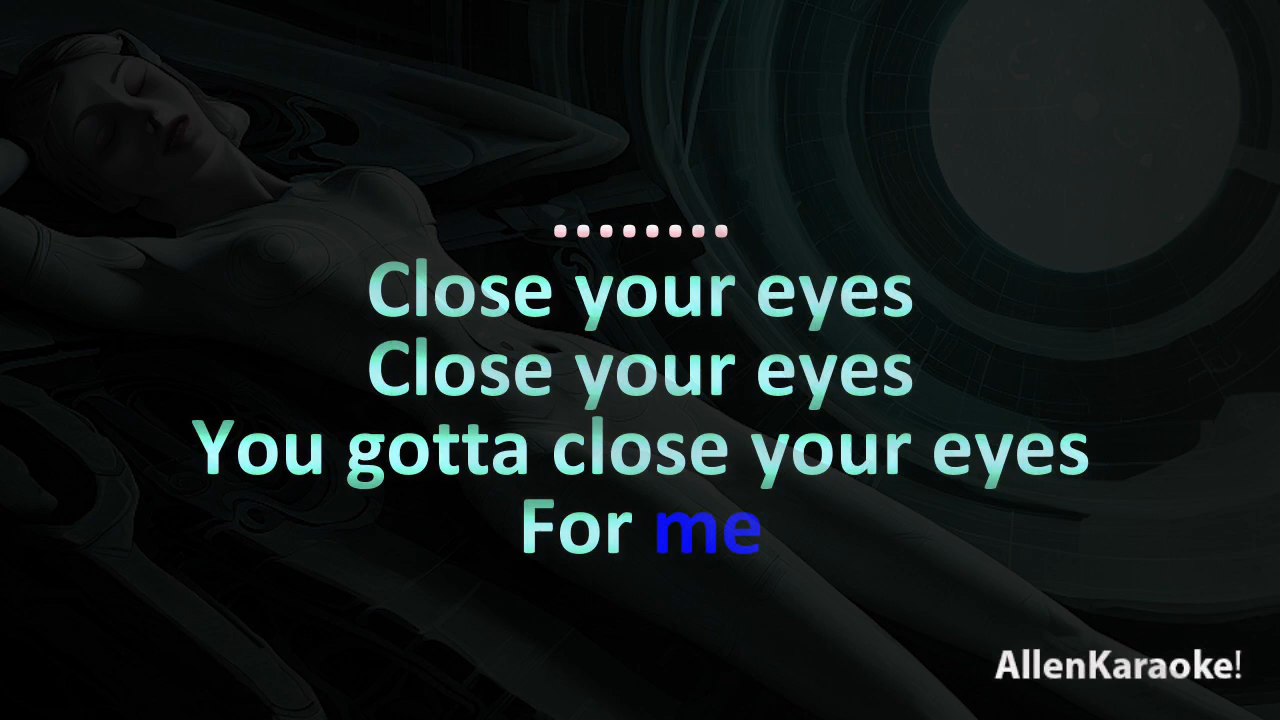 ........
Close your eyes
Close your eyes
You gotta close your eyes
For me
AllenKaraoke!